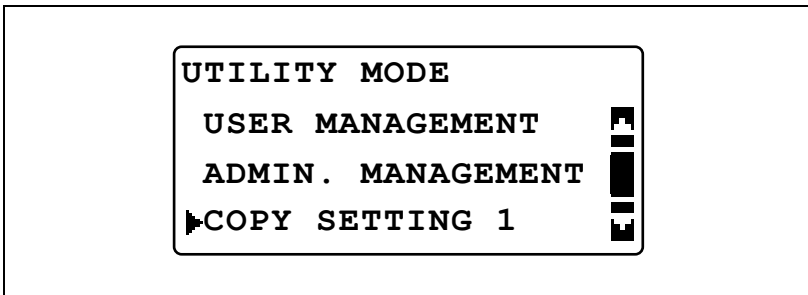 UTILITY MODE
USER MANAGEMENT
ADMIN. MANAGEMENT
COPY SETTING 1